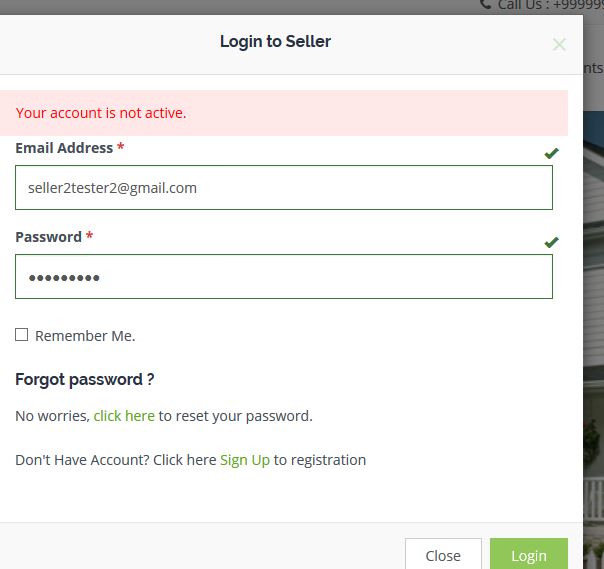 Call Us : +99999
Login to Seller
nts
Your account is not active.
Email Address *
seller2tester2@gmail.com
Password *
Remember Me.
Forgot password ?
No worries, click here to reset your password.
Don't Have Account? Click here Sign Up to registration
Close
Login